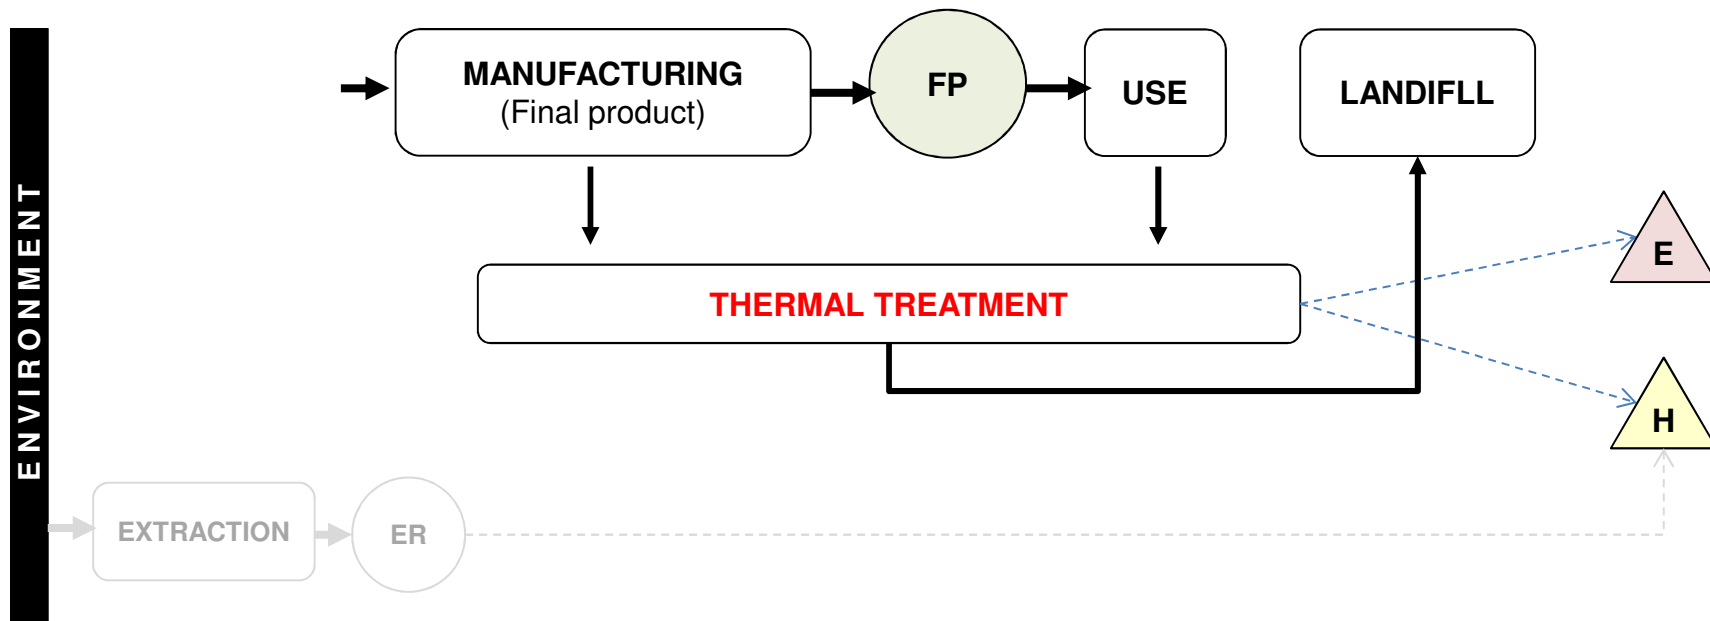 ENVIRONMENT
MANUFACTURING
(Final product)
FP
USE
LANDIFLL
THERMAL TREATMENT
E
H
EXTRACTION
ER